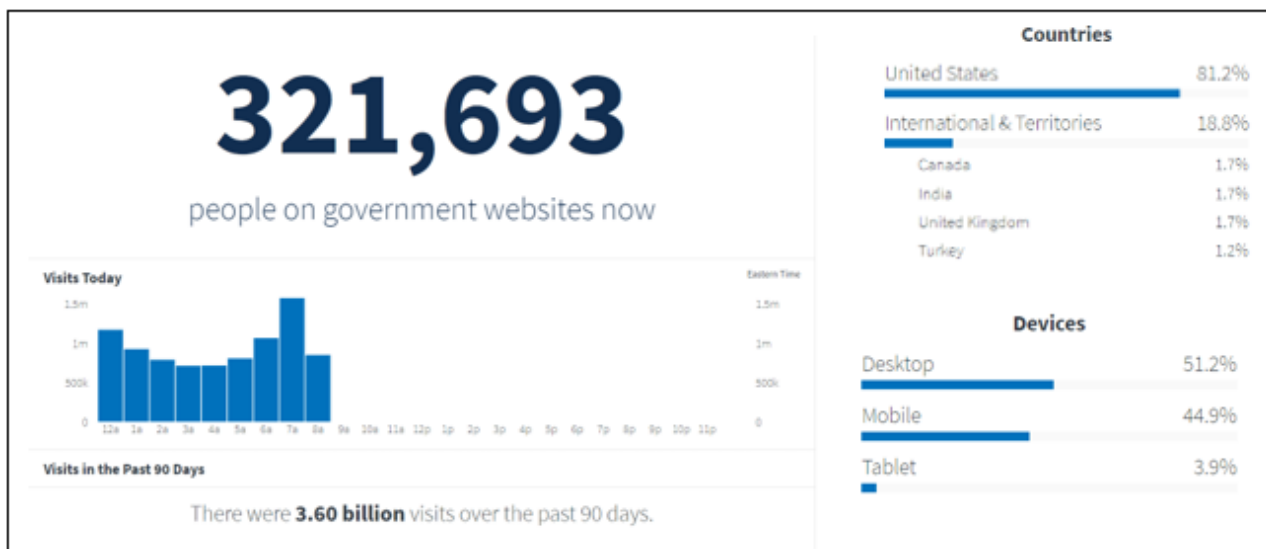 321,693
people on government websites now
Visits Today
Eastern Time
1.5m 1.5m
1m 1m
500k 500k
0 0
12a 1a 2a 3a 4a 5a 6a 7a 8a 9a 10a 11a 12p 1p 2p 3p 4p 5p 6p 7p 8p 9p 10p 11p
Visits in the Past 90 Days
There were 3.60 billion visits over the past 90 days.
Countries
United States 81.2%
International & Territories 18.8%
Canada 1.7%
India 1.7%
United Kingdom 1.7%
Turkey 1.2%
Devices
Desktop 51.2%
Mobile 44.9%
Tablet 3.9%